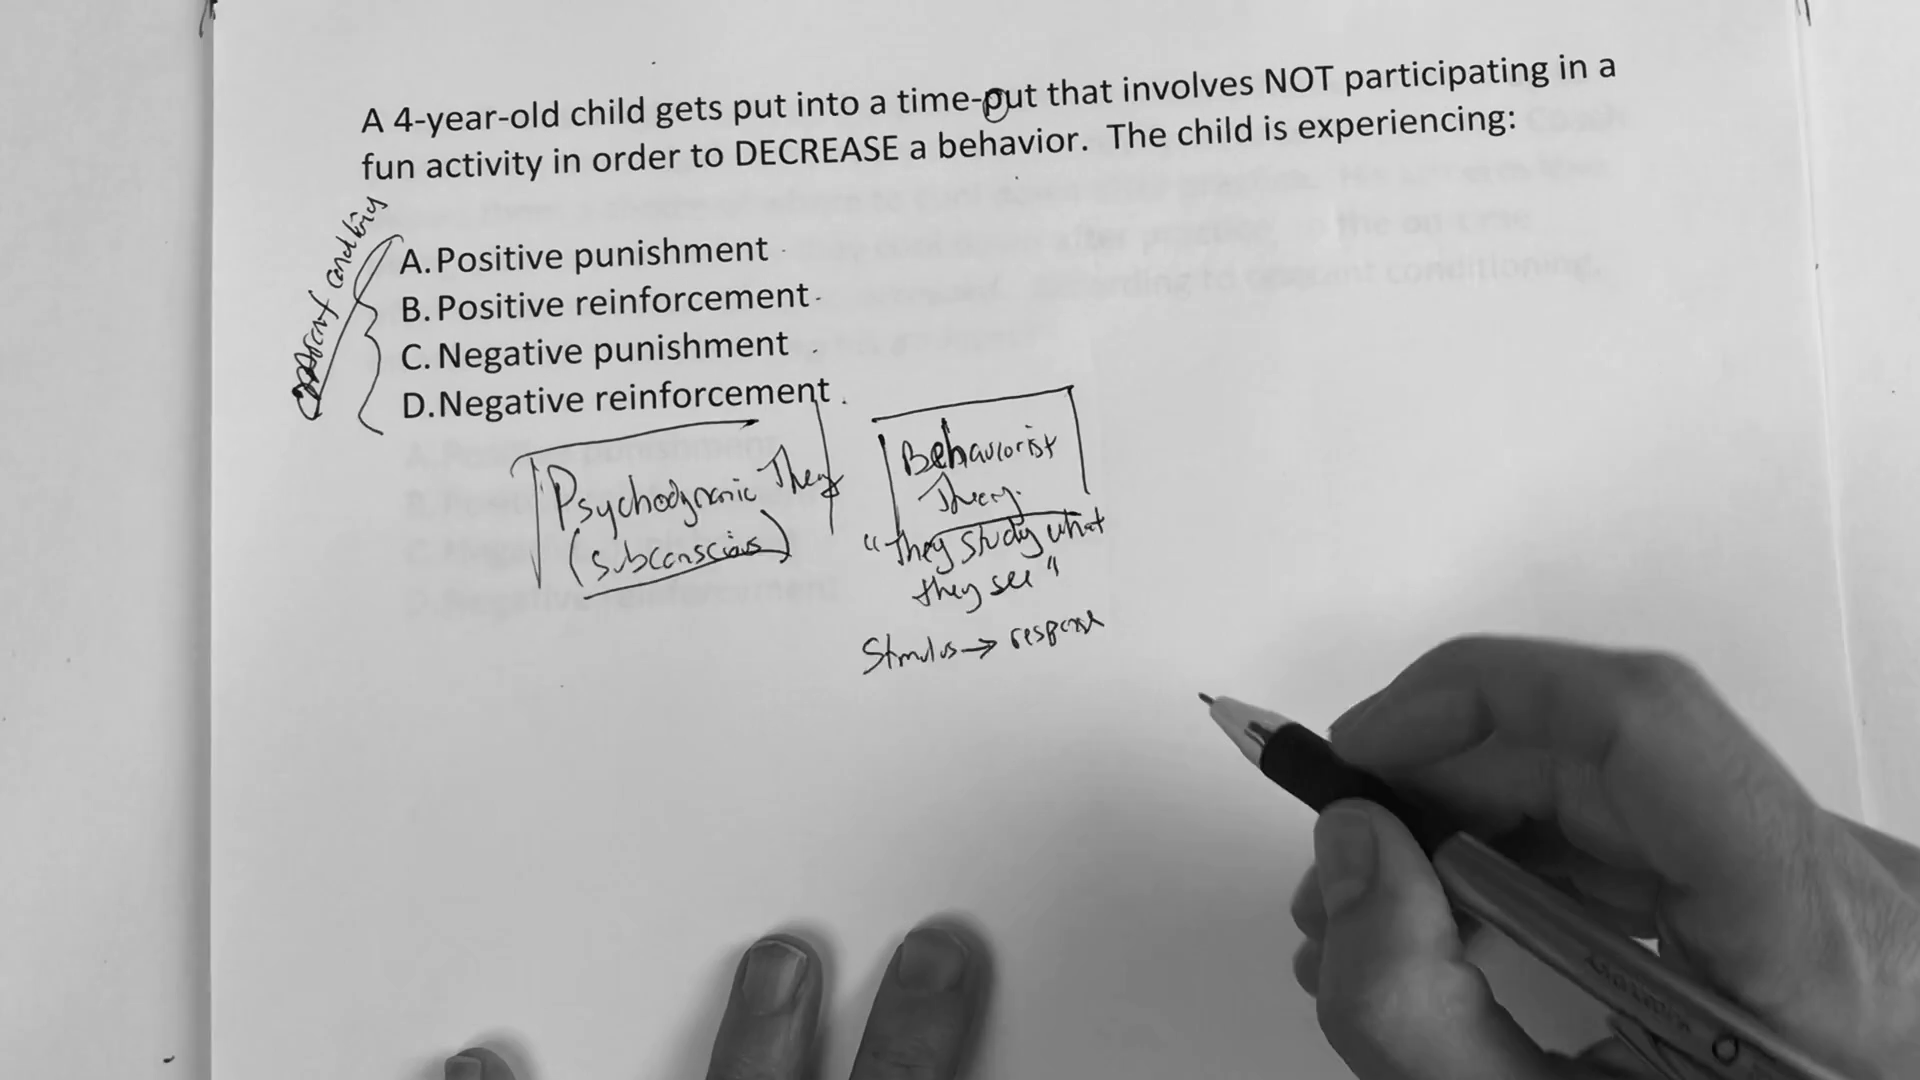 A 4-year-old child gets put into a time-out that involves NOT participating in a
fun activity in order to DECREASE a behavior. The child is experiencing:
A. Positive punishment
B. Positive reinforcement
C. Negative punishment
D. Negative reinforcement
Psychodynamic Theory
(subconscious)
Behaviorist
Theory
"they study what
they see"
Stimulus → response